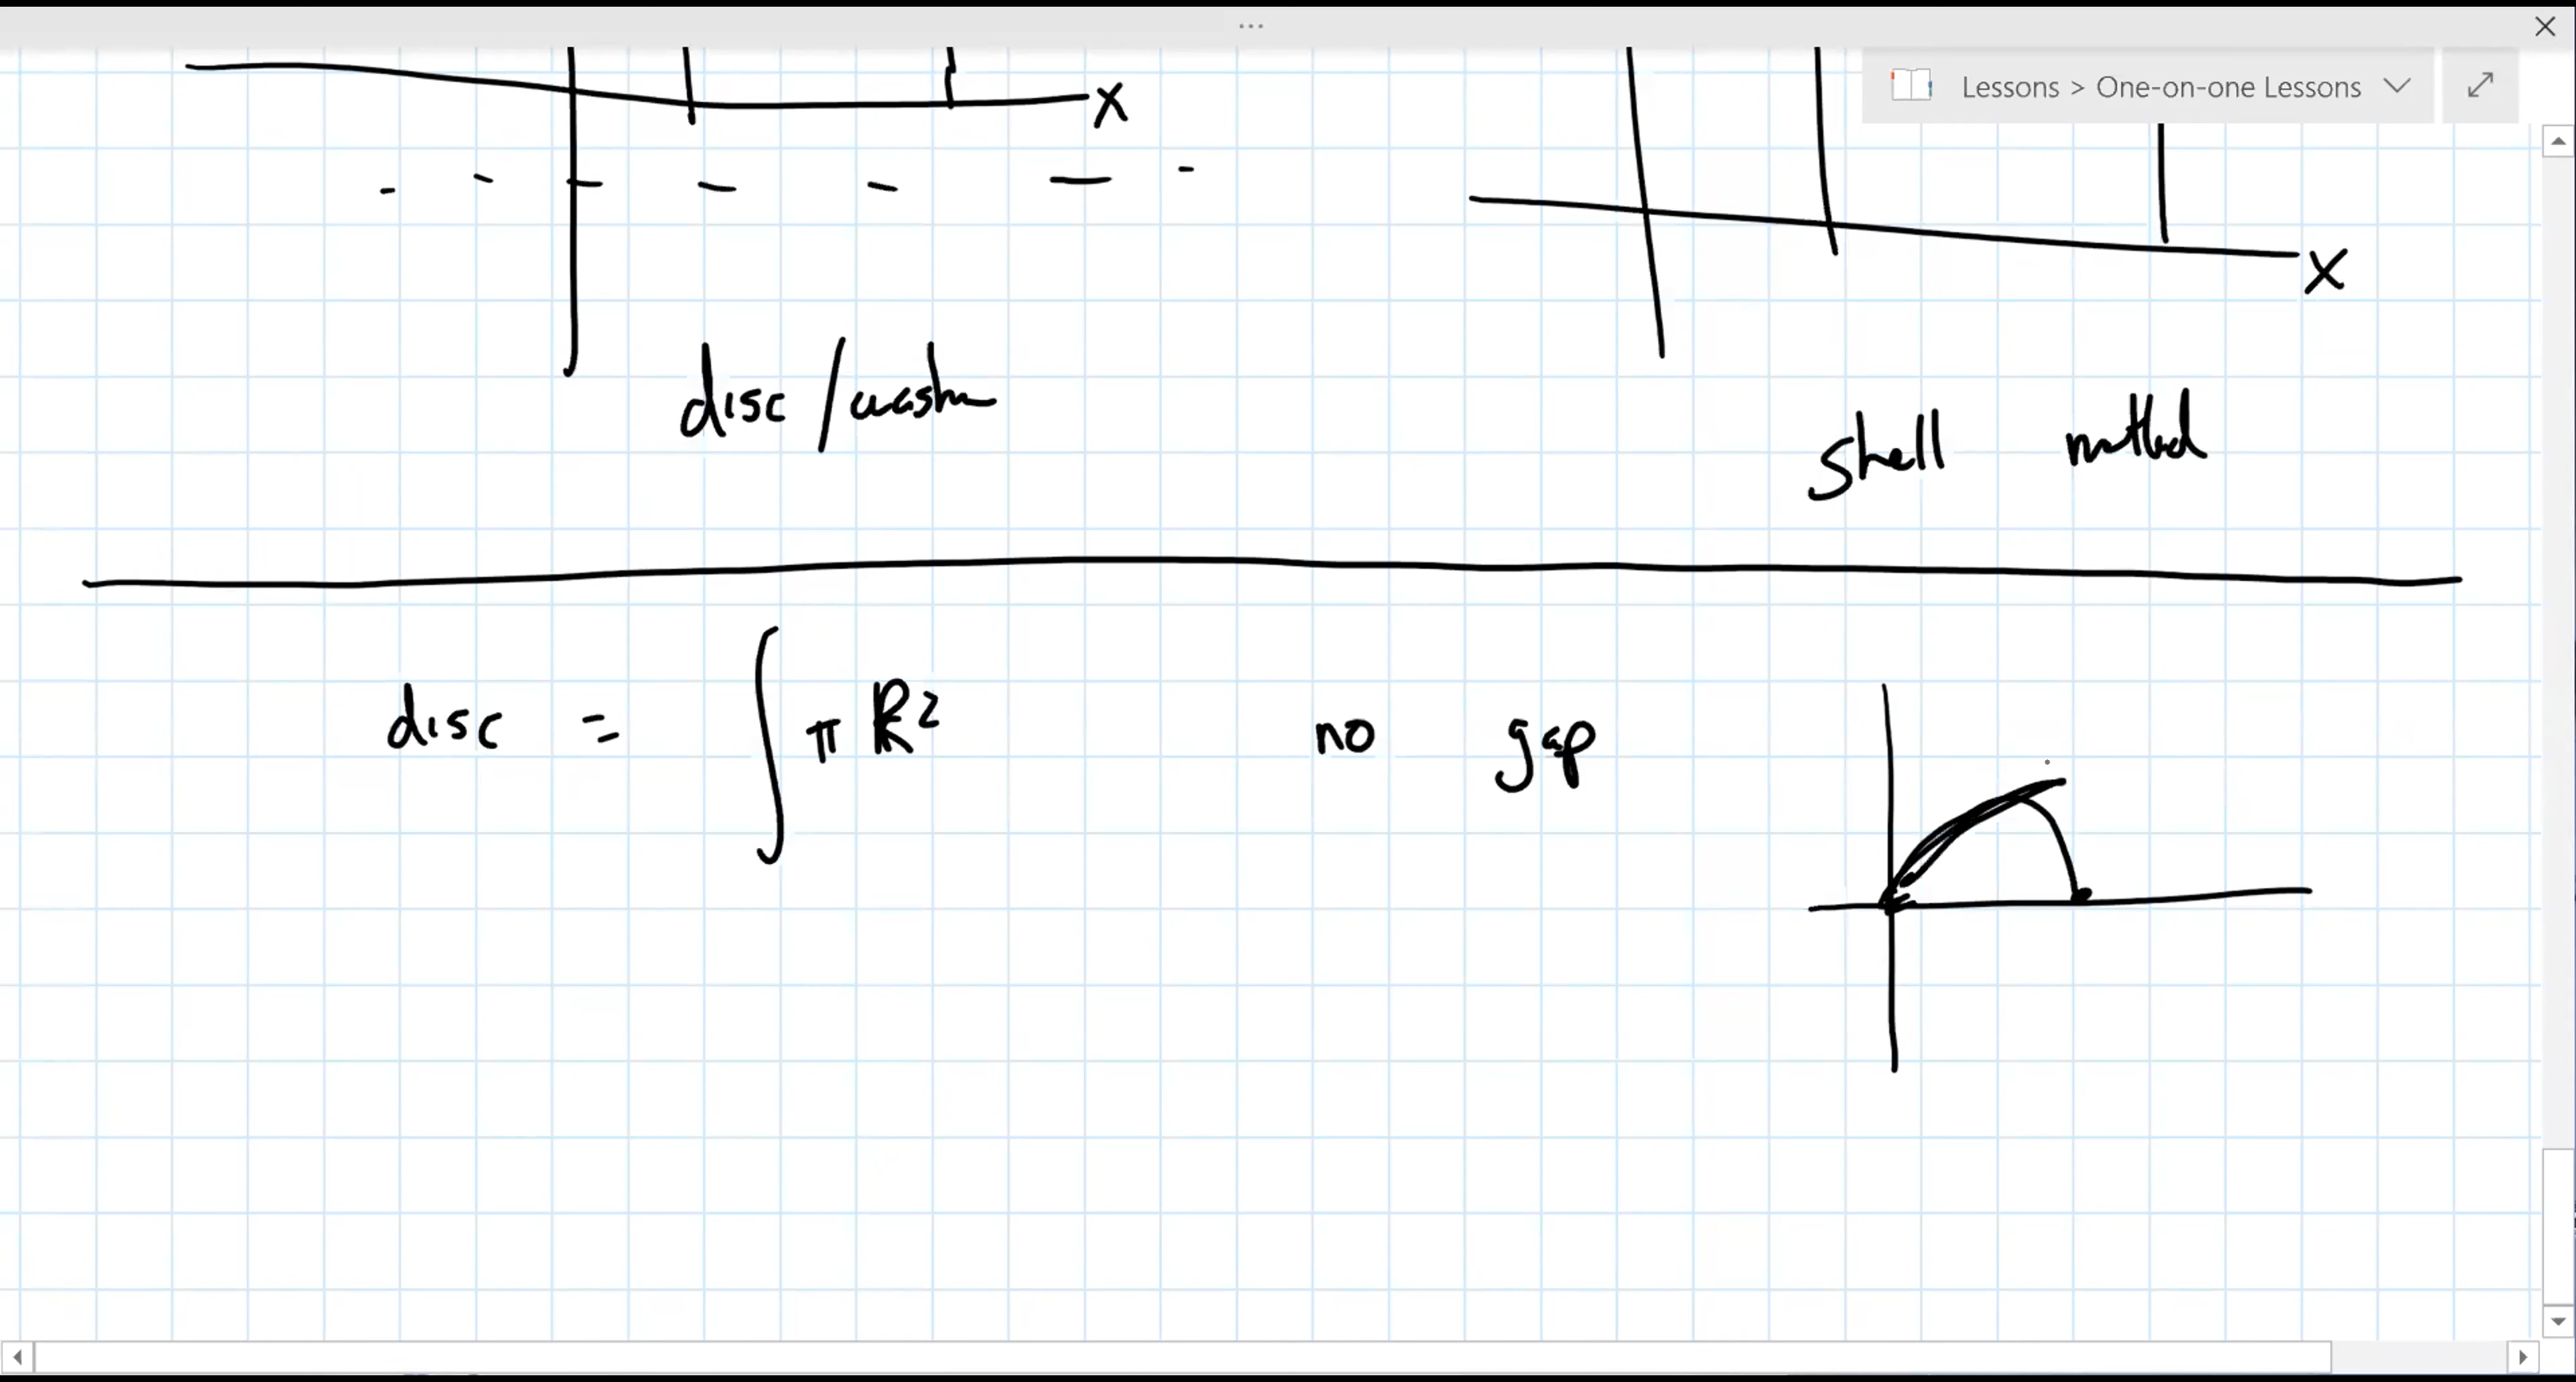 ...
Lessons > One-on-one Lessons
x
x
disc / washer
shell method
disc = ∫ π R² no gap